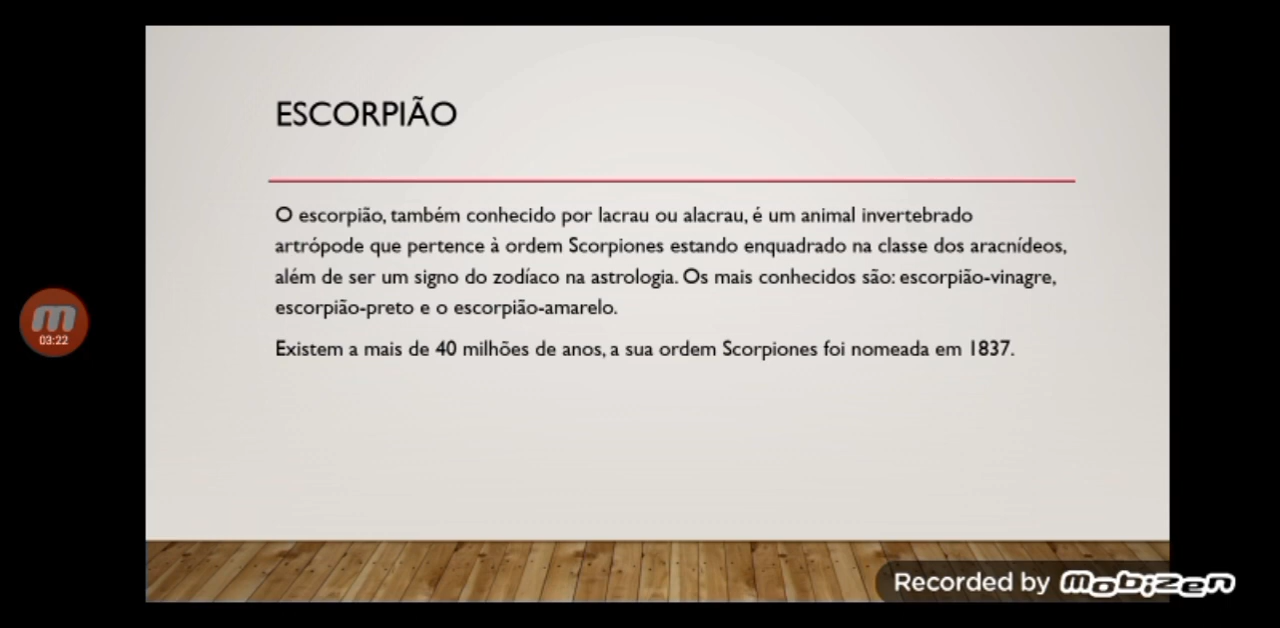 ESCORPIÃO
O escorpião, também conhecido por lacrau ou alacrau, é um animal invertebrado
artrópode que pertence à ordem Scorpiones estando enquadrado na classe dos aracnídeos,
além de ser um signo do zodíaco na astrologia. Os mais conhecidos são: escorpião-vinagre,
escorpião-preto e o escorpião-amarelo.
Existem a mais de 40 milhões de anos, a sua ordem Scorpiones foi nomeada em 1837.
m
03:22
Recorded by mobizen